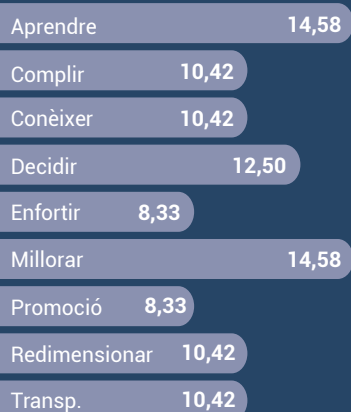 Aprendre 14,58
Complir 10,42
Conèixer 10,42
Decidir 12,50
Enfortir 8,33
Millorar 14,58
Promoció 8,33
Redimensionar 10,42
Transp. 10,42